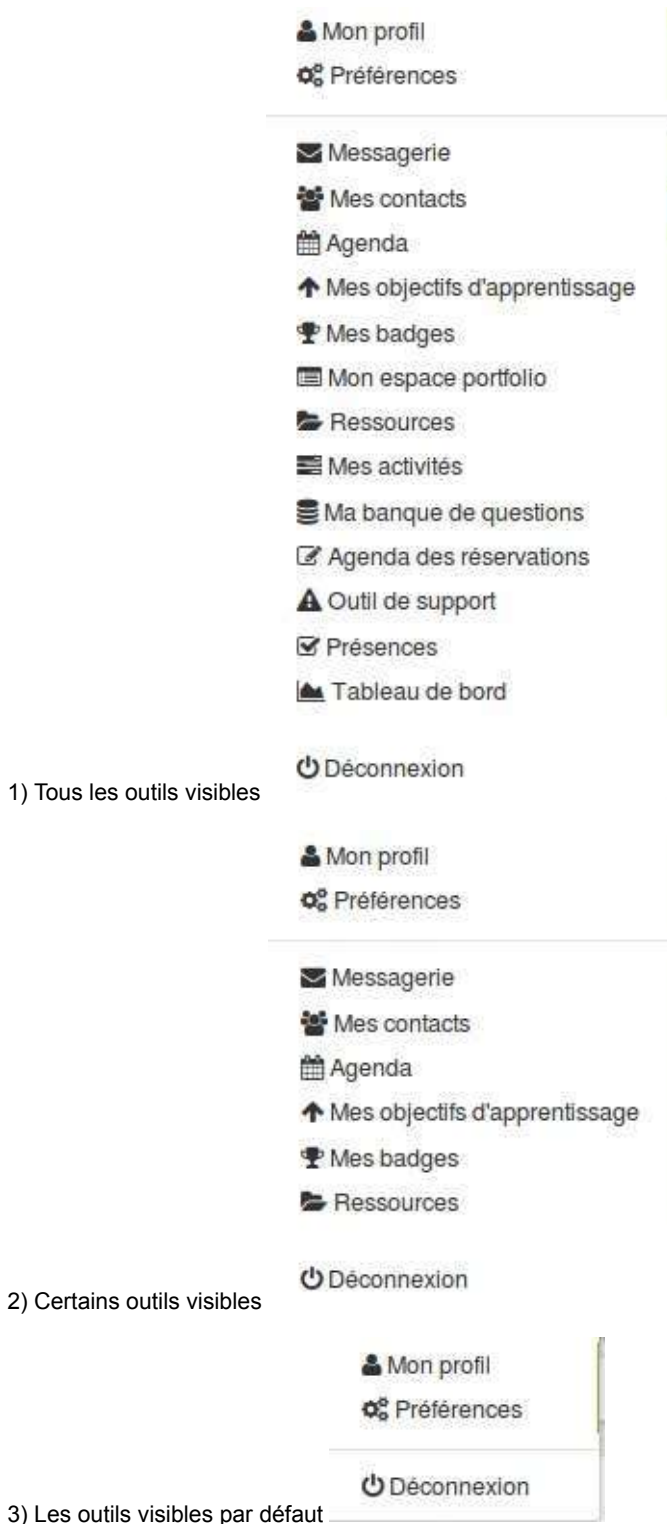 Mon profil
Préférences
Messagerie
Mes contacts
Agenda
Mes objectifs d'apprentissage
Mes badges
Mon espace portfolio
Ressources
Mes activités
Ma banque de questions
Agenda des réservations
Outil de support
Présences
Tableau de bord
Déconnexion
1) Tous les outils visibles
Mon profil
Préférences
Messagerie
Mes contacts
Agenda
Mes objectifs d'apprentissage
Mes badges
Ressources
Déconnexion
2) Certains outils visibles
Mon profil
Préférences
Déconnexion
3) Les outils visibles par défaut